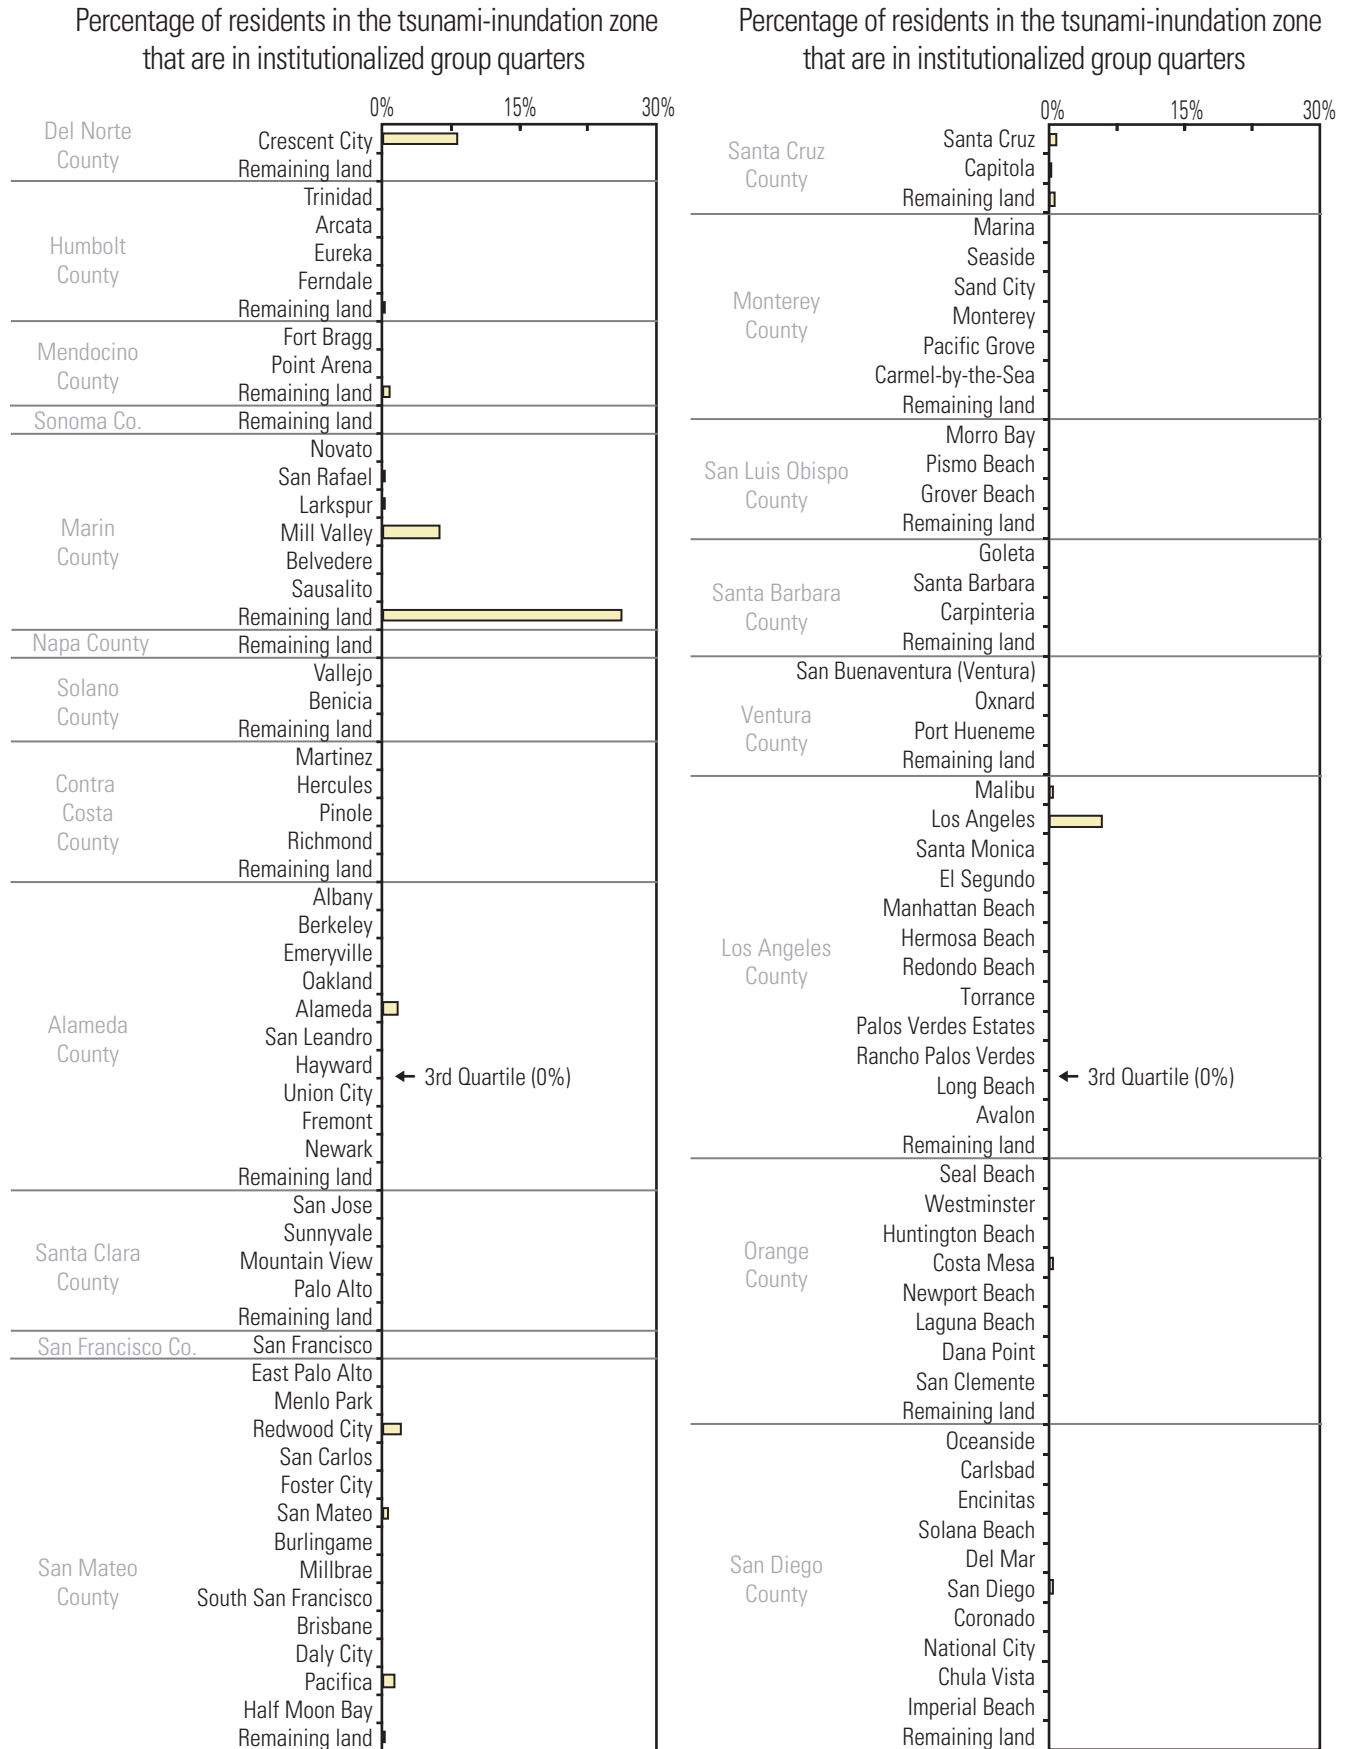 Percentage of residents in the tsunami-inundation zone
that are in institutionalized group quarters
0% 15% 30%
Del Norte
County
Crescent City
Remaining land
Humbolt
County
Trinidad
Arcata
Eureka
Ferndale
Remaining land
Mendocino
County
Fort Bragg
Point Arena
Remaining land
Sonoma Co.
Remaining land
Marin
County
Novato
San Rafael
Larkspur
Mill Valley
Belvedere
Sausalito
Remaining land
Napa County
Remaining land
Solano
County
Vallejo
Benicia
Remaining land
Contra
Costa
County
Martinez
Hercules
Pinole
Richmond
Remaining land
Alameda
County
Albany
Berkeley
Emeryville
Oakland
Alameda
San Leandro
Hayward
3rd Quartile (0%)
Union City
Fremont
Newark
Remaining land
Santa Clara
County
San Jose
Sunnyvale
Mountain View
Palo Alto
Remaining land
San Francisco Co.
San Francisco
San Mateo
County
East Palo Alto
Menlo Park
Redwood City
San Carlos
Foster City
San Mateo
Burlingame
Millbrae
South San Francisco
Brisbane
Daly City
Pacifica
Half Moon Bay
Remaining land
Percentage of residents in the tsunami-inundation zone
that are in institutionalized group quarters
0% 15% 30%
Santa Cruz
County
Santa Cruz
Capitola
Remaining land
Monterey
County
Marina
Seaside
Sand City
Monterey
Pacific Grove
Carmel-by-the-Sea
Remaining land
San Luis Obispo
County
Morro Bay
Pismo Beach
Grover Beach
Remaining land
Santa Barbara
County
Goleta
Santa Barbara
Carpinteria
Remaining land
Ventura
County
San Buenaventura (Ventura)
Oxnard
Port Hueneme
Remaining land
Los Angeles
County
Malibu
Los Angeles
Santa Monica
El Segundo
Manhattan Beach
Hermosa Beach
Redondo Beach
Torrance
Palos Verdes Estates
Rancho Palos Verdes
3rd Quartile (0%)
Long Beach
Avalon
Remaining land
Orange
County
Seal Beach
Westminster
Huntington Beach
Costa Mesa
Newport Beach
Laguna Beach
Dana Point
San Clemente
Remaining land
San Diego
County
Oceanside
Carlsbad
Encinitas
Solana Beach
Del Mar
San Diego
Coronado
National City
Chula Vista
Imperial Beach
Remaining land